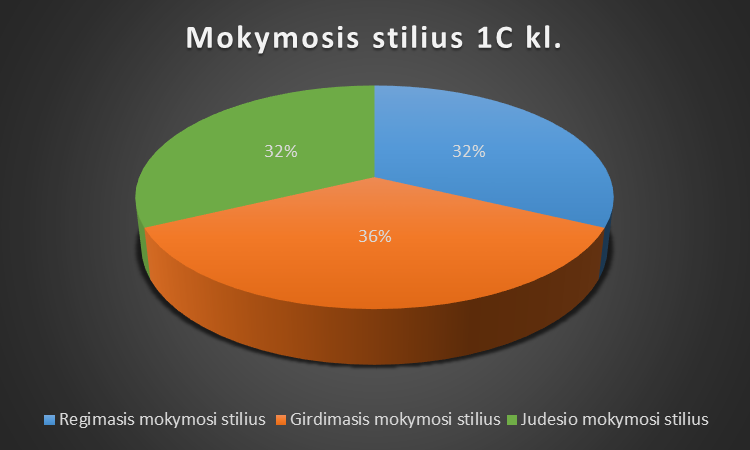 Mokymosis stilius 1C kl.
32%
32%
36%
Regimasis mokymosi stilius
Girdimasis mokymosi stilius
Judesio mokymosi stilius